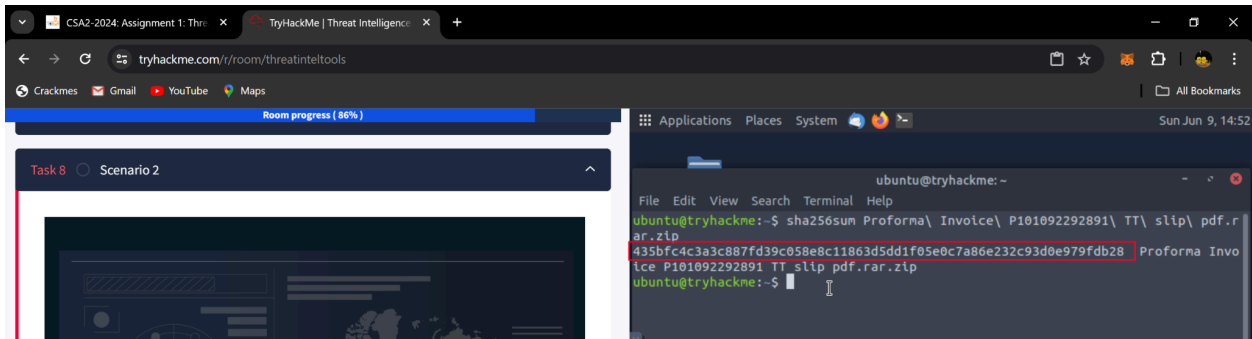 CSA2-2024: Assignment 1: Thre
TryHackMe | Threat Intelligence
tryhackme.com/r/room/threatinteltools
Crackmes Gmail YouTube Maps All Bookmarks
Room progress ( 86% )
Task 8 Scenario 2
Applications Places System Sun Jun 9, 14:52
ubuntu@tryhackme: ~
File Edit View Search Terminal Help
ubuntu@tryhackme:~$ sha256sum Proforma\ Invoice\ P101092292891\ TT\ slip\ pdf.r
ar.zip
435bfc4c3a3c887fd39c058e8c11863d5dd1f05e0c7a86e232c93d0e979fdb28 Proforma Invo
ice P101092292891 TT slip pdf.rar.zip
ubuntu@tryhackme:~$